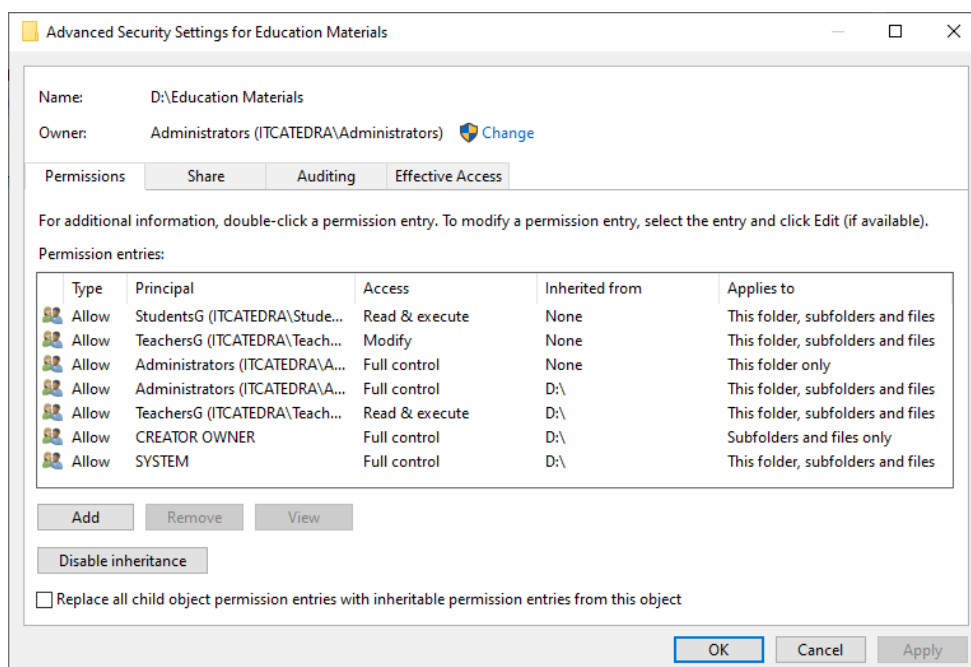 Advanced Security Settings for Education Materials
Name: D:\Education Materials
Owner: Administrators (ITCATEDRA\Administrators) Change
Permissions Share Auditing Effective Access
For additional information, double-click a permission entry. To modify a permission entry, select the entry and click Edit (if available).
Permission entries:
Type Principal Access Inherited from Applies to
Allow StudentsG (ITCATEDRA\Stude... Read & execute None This folder, subfolders and files
Allow TeachersG (ITCATEDRA\Teach... Modify None This folder, subfolders and files
Allow Administrators (ITCATEDRA\A... Full control None This folder only
Allow Administrators (ITCATEDRA\A... Full control D:\ This folder, subfolders and files
Allow TeachersG (ITCATEDRA\Teach... Read & execute D:\ This folder, subfolders and files
Allow CREATOR OWNER Full control D:\ Subfolders and files only
Allow SYSTEM Full control D:\ This folder, subfolders and files
Add Remove View
Disable inheritance
Replace all child object permission entries with inheritable permission entries from this object
OK Cancel Apply